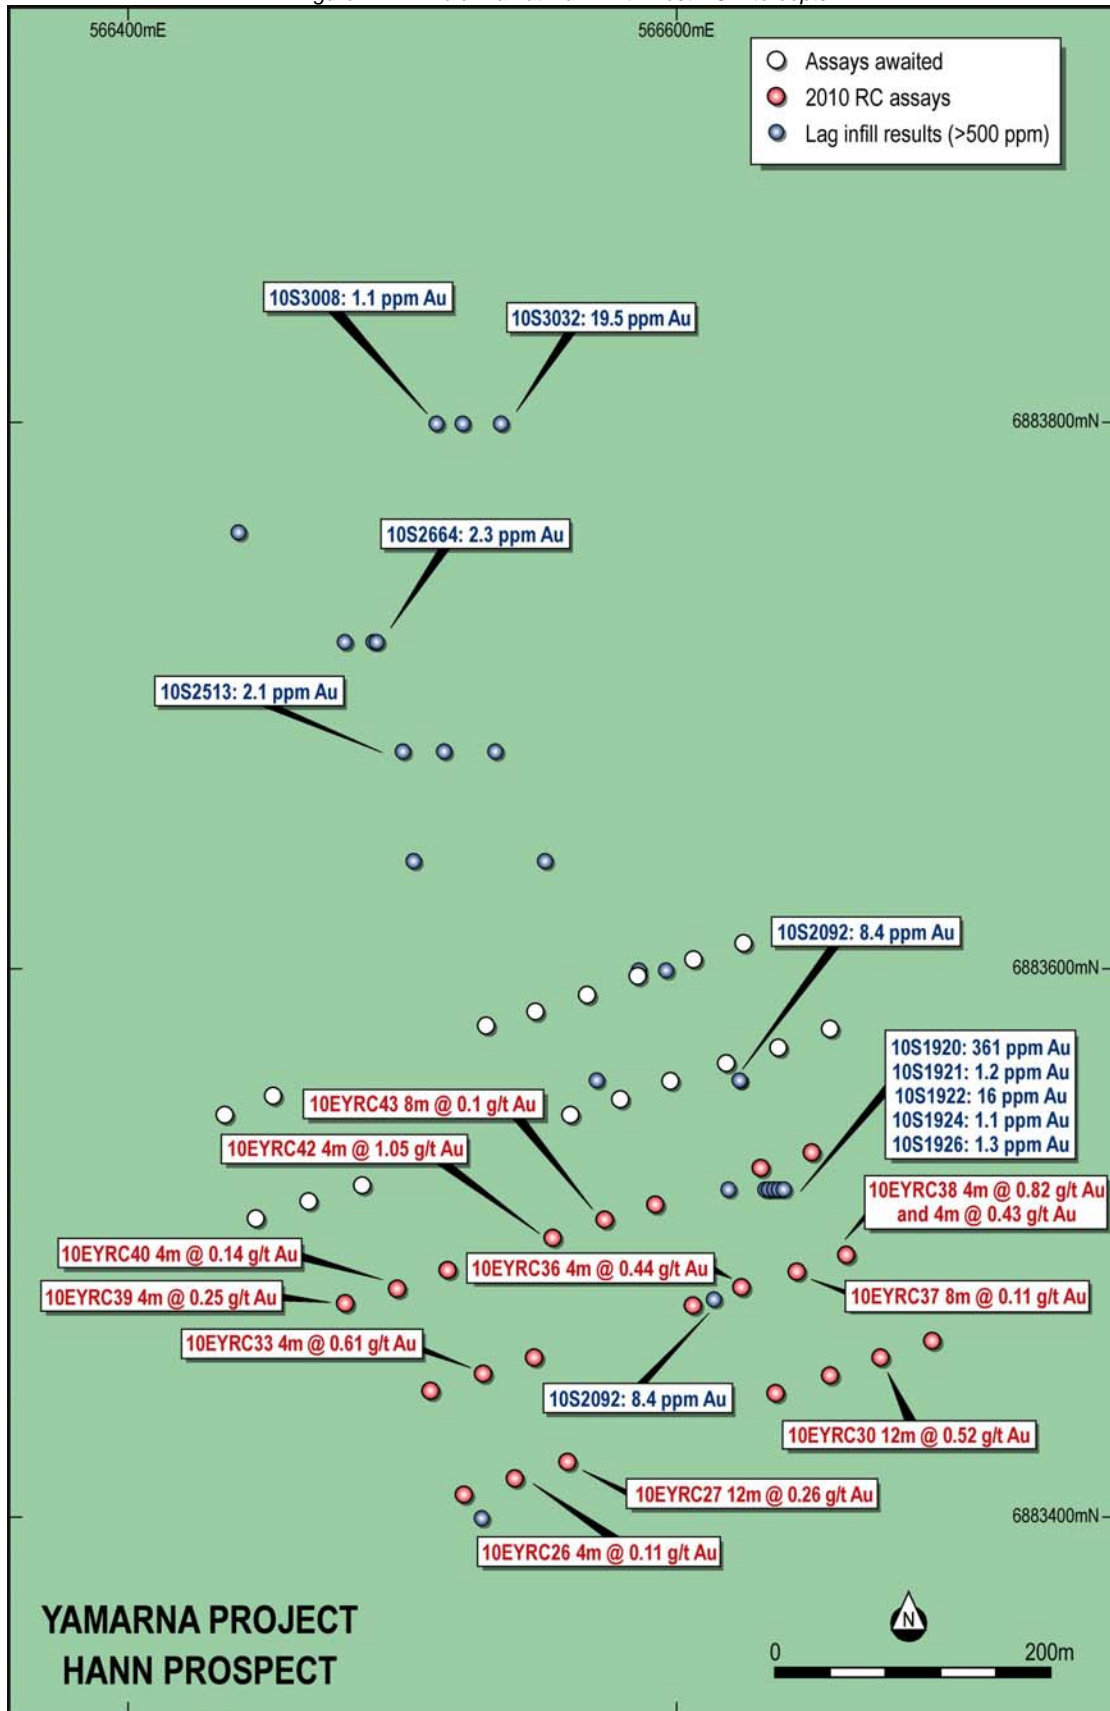 566400mE
566600mE
Assays awaited
2010 RC assays
Lag infill results (>500 ppm)
10S3008: 1.1 ppm Au
10S3032: 19.5 ppm Au
6883800mN
10S2664: 2.3 ppm Au
10S2513: 2.1 ppm Au
10S2092: 8.4 ppm Au
6883600mN
10S1920: 361 ppm Au
10S1921: 1.2 ppm Au
10S1922: 16 ppm Au
10S1924: 1.1 ppm Au
10S1926: 1.3 ppm Au
10EYRC43 8m @ 0.1 g/t Au
10EYRC42 4m @ 1.05 g/t Au
10EYRC38 4m @ 0.82 g/t Au
and 4m @ 0.43 g/t Au
10EYRC40 4m @ 0.14 g/t Au
10EYRC36 4m @ 0.44 g/t Au
10EYRC39 4m @ 0.25 g/t Au
10EYRC37 8m @ 0.11 g/t Au
10EYRC33 4m @ 0.61 g/t Au
10S2092: 8.4 ppm Au
10EYRC30 12m @ 0.52 g/t Au
10EYRC27 12m @ 0.26 g/t Au
6883400mN
10EYRC26 4m @ 0.11 g/t Au
YAMARNA PROJECT
HANN PROSPECT
N
0 200m